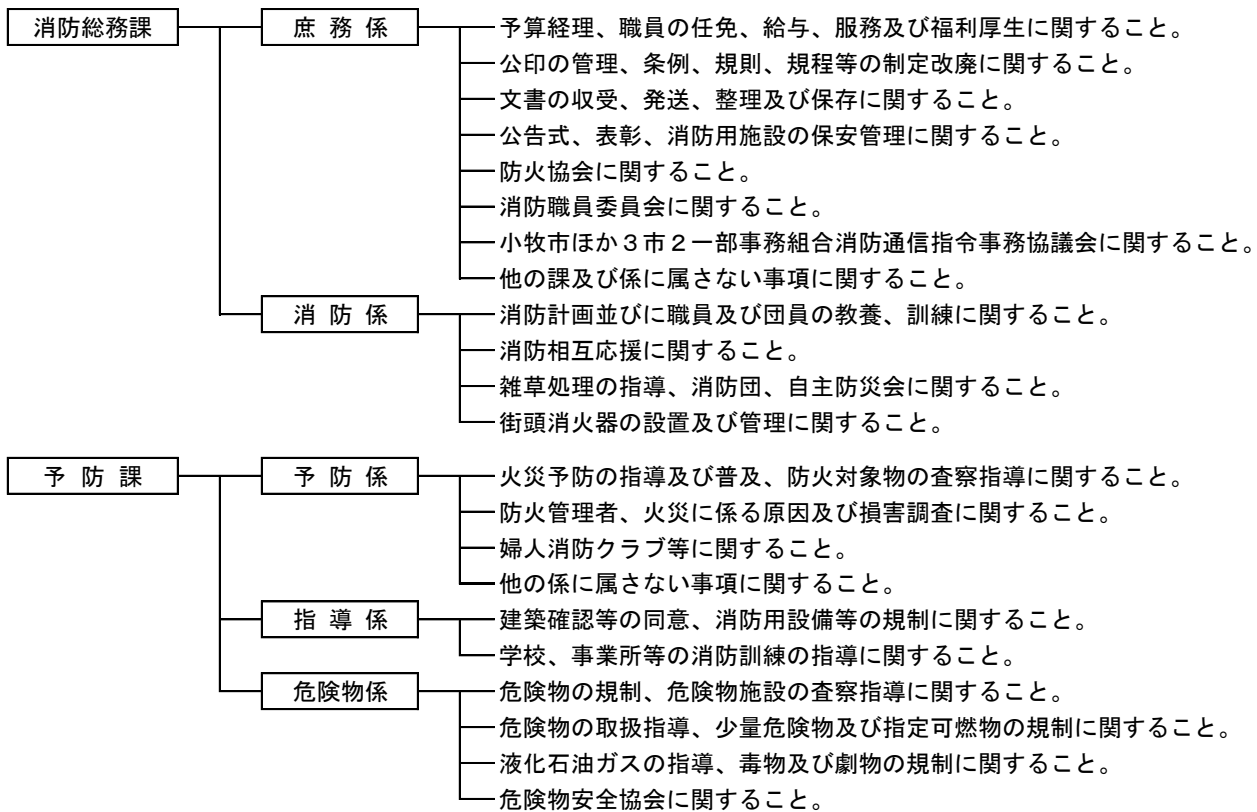 消防総務課
庶務係
予算経理、職員の任免、給与、服務及び福利厚生に関すること。
公印の管理、条例、規則、規程等の制定改廃に関すること。
文書の収受、発送、整理及び保存に関すること。
公告式、表彰、消防用施設の保安管理に関すること。
防火協会に関すること。
消防職員委員会に関すること。
小牧市ほか３市２一部事務組合消防通信指令事務協議会に関すること。
他の課及び係に属さない事項に関すること。
消防係
消防計画並びに職員及び団員の教養、訓練に関すること。
消防相互応援に関すること。
雑草処理の指導、消防団、自主防災会に関すること。
街頭消火器の設置及び管理に関すること。
予防課
予防係
火災予防の指導及び普及、防火対象物の査察指導に関すること。
防火管理者、火災に係る原因及び損害調査に関すること。
婦人消防クラブ等に関すること。
他の係に属さない事項に関すること。
指導係
建築確認等の同意、消防用設備等の規制に関すること。
学校、事業所等の消防訓練の指導に関すること。
危険物係
危険物の規制、危険物施設の査察指導に関すること。
危険物の取扱指導、少量危険物及び指定可燃物の規制に関すること。
液化石油ガスの指導、毒物及び劇物の規制に関すること。
危険物安全協会に関すること。